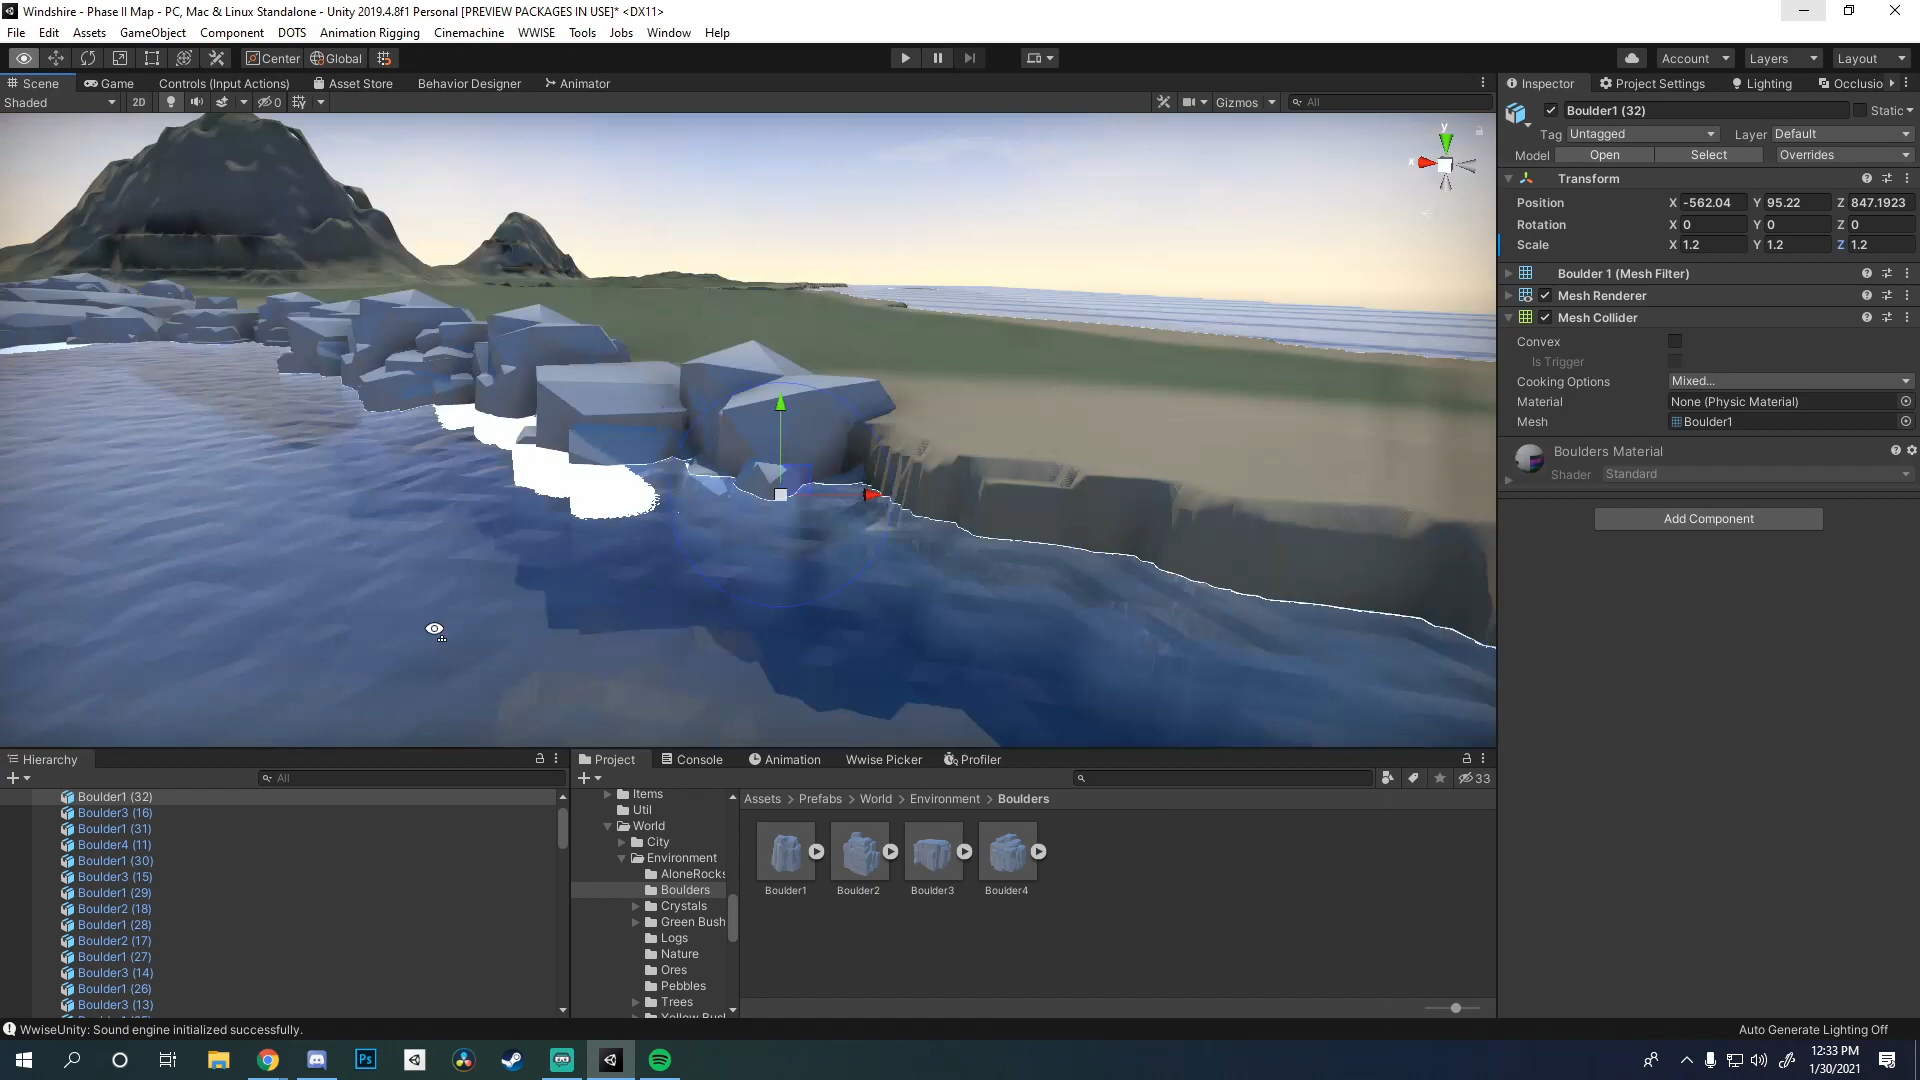 Windshire - Phase II Map - PC, Mac & Linux Standalone - Unity 2019.4.8f1 Personal [PREVIEW PACKAGES IN USE]* <DX11>
File Edit Assets GameObject Component DOTS Animation Rigging Cinemachine WWISE Tools Jobs Window Help
Center Global Account Layers Layout
Scene Game Controls (Input Actions) Asset Store Behavior Designer Animator
Shaded 2D 0 Gizmos All
y
x
Inspector Project Settings Lighting Occlusio
Boulder1 (32) Static
Tag Untagged Layer Default
Model Open Select Overrides
Transform
Position X -562.04 Y 95.22 Z 847.1923
Rotation X 0 Y 0 Z 0
Scale X 1.2 Y 1.2 Z 1.2
Boulder 1 (Mesh Filter)
Mesh Renderer
Mesh Collider
Convex
Is Trigger
Cooking Options Mixed...
Material None (Physic Material)
Mesh Boulder1
Boulders Material
Shader Standard
Add Component
Hierarchy
All
Boulder1 (32)
Boulder3 (16)
Boulder1 (31)
Boulder4 (11)
Boulder1 (30)
Boulder3 (15)
Boulder1 (29)
Boulder2 (18)
Boulder1 (28)
Boulder2 (17)
Boulder1 (27)
Boulder3 (14)
Boulder1 (26)
Boulder3 (13)
Project Console Animation Wwise Picker Profiler
33
Items
Util
World
City
Environment
AloneRocks
Boulders
Crystals
Green Bush
Logs
Nature
Ores
Pebbles
Trees
Assets > Prefabs > World > Environment > Boulders
Boulder1 Boulder2 Boulder3 Boulder4
WwiseUnity: Sound engine initialized successfully.
Auto Generate Lighting Off
Ps
12:33 PM
1/30/2021